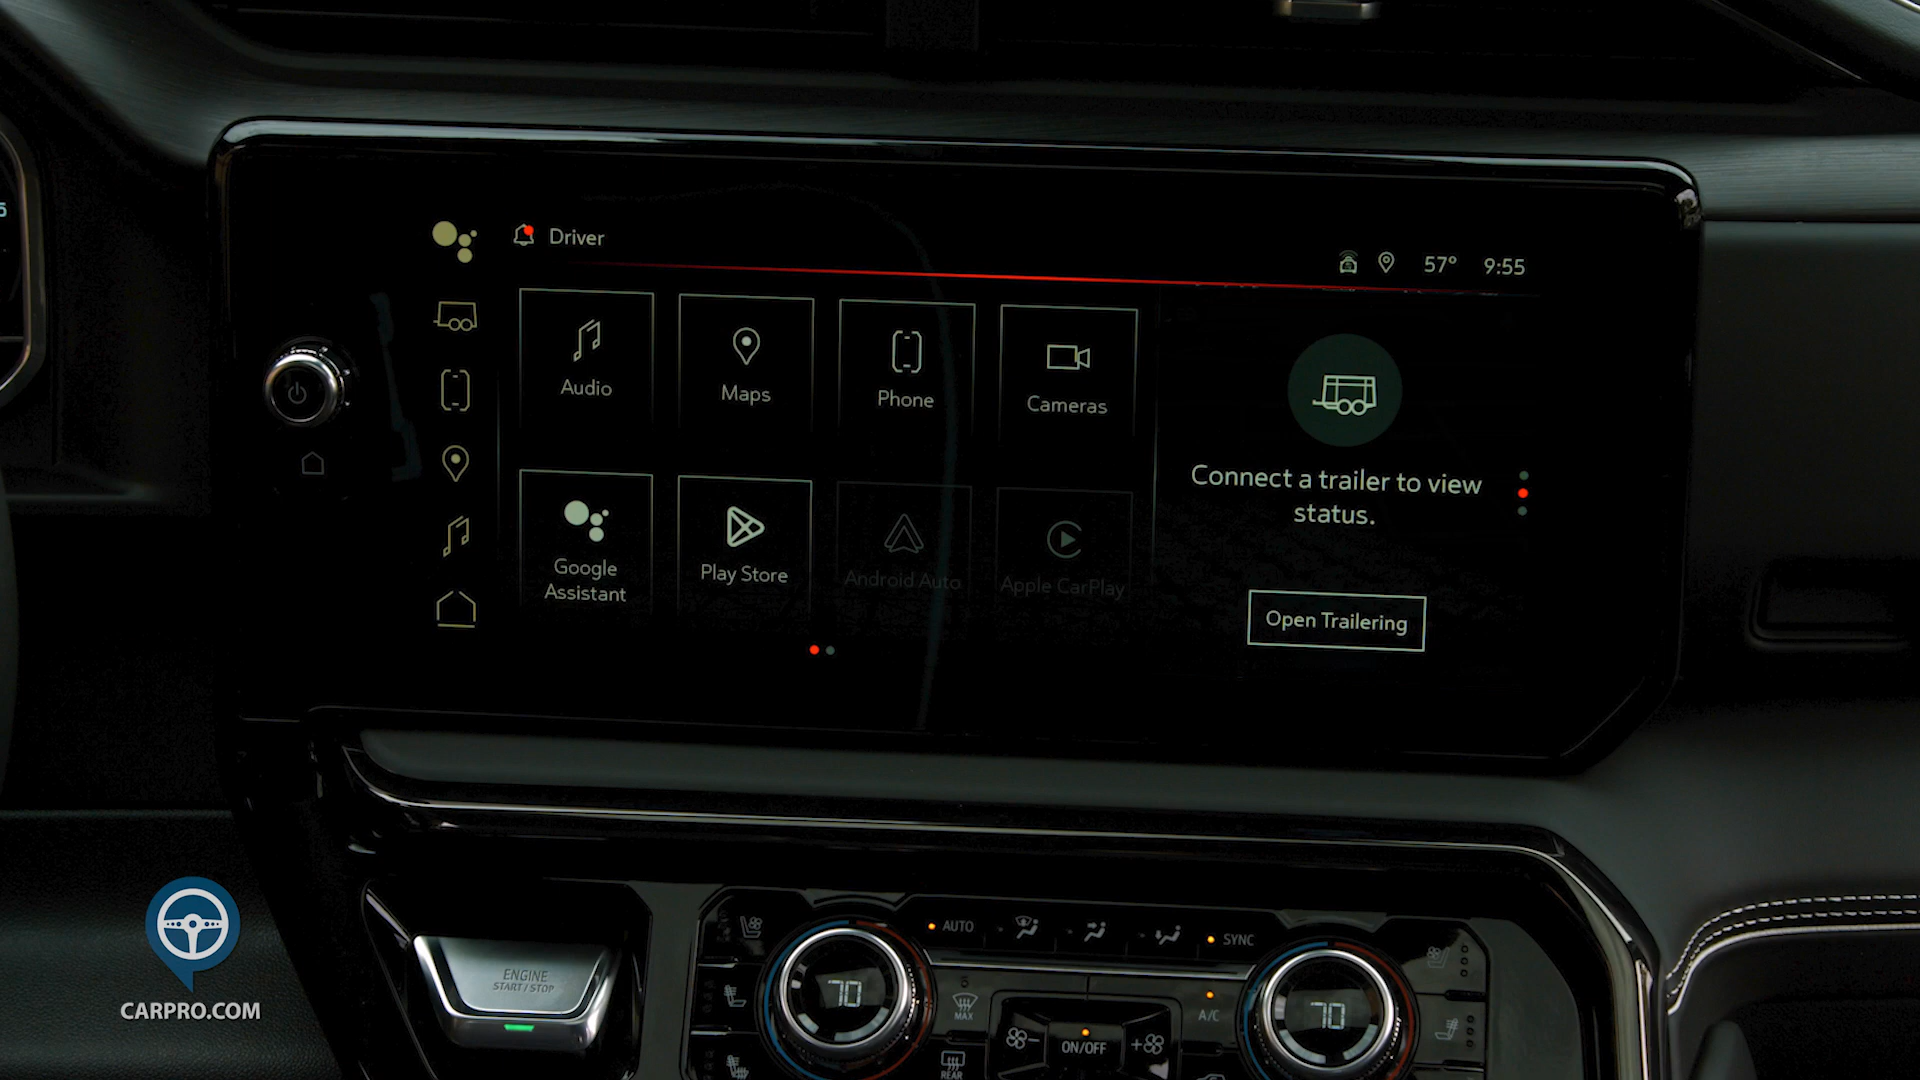 5
Driver
57° 9:55
Audio
Maps
Phone
Cameras
Google
Assistant
Play Store
Android Auto
Apple CarPlay
Connect a trailer to view
status.
Open Trailering
ENGINE
START / STOP
AUTO
SYNC
70
MAX
A/C
70
ON/OFF
REAR
CARPRO.COM